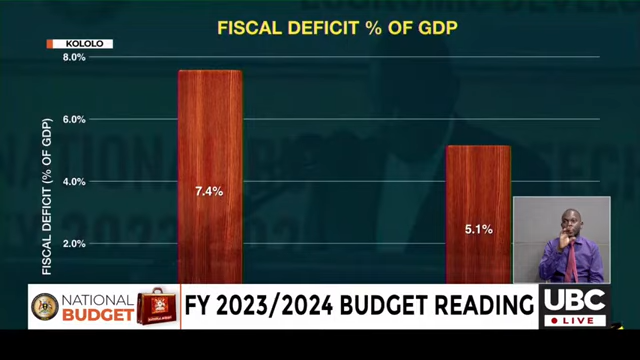 FISCAL DEFICIT % OF GDP
KOLOLO
8.0%
6.0%
4.0%
2.0%
FISCAL DEFICIT (% OF GDP)
7.4%
5.1%
NATIONAL
BUDGET
FY 2023/2024 BUDGET READING
UBC
LIVE